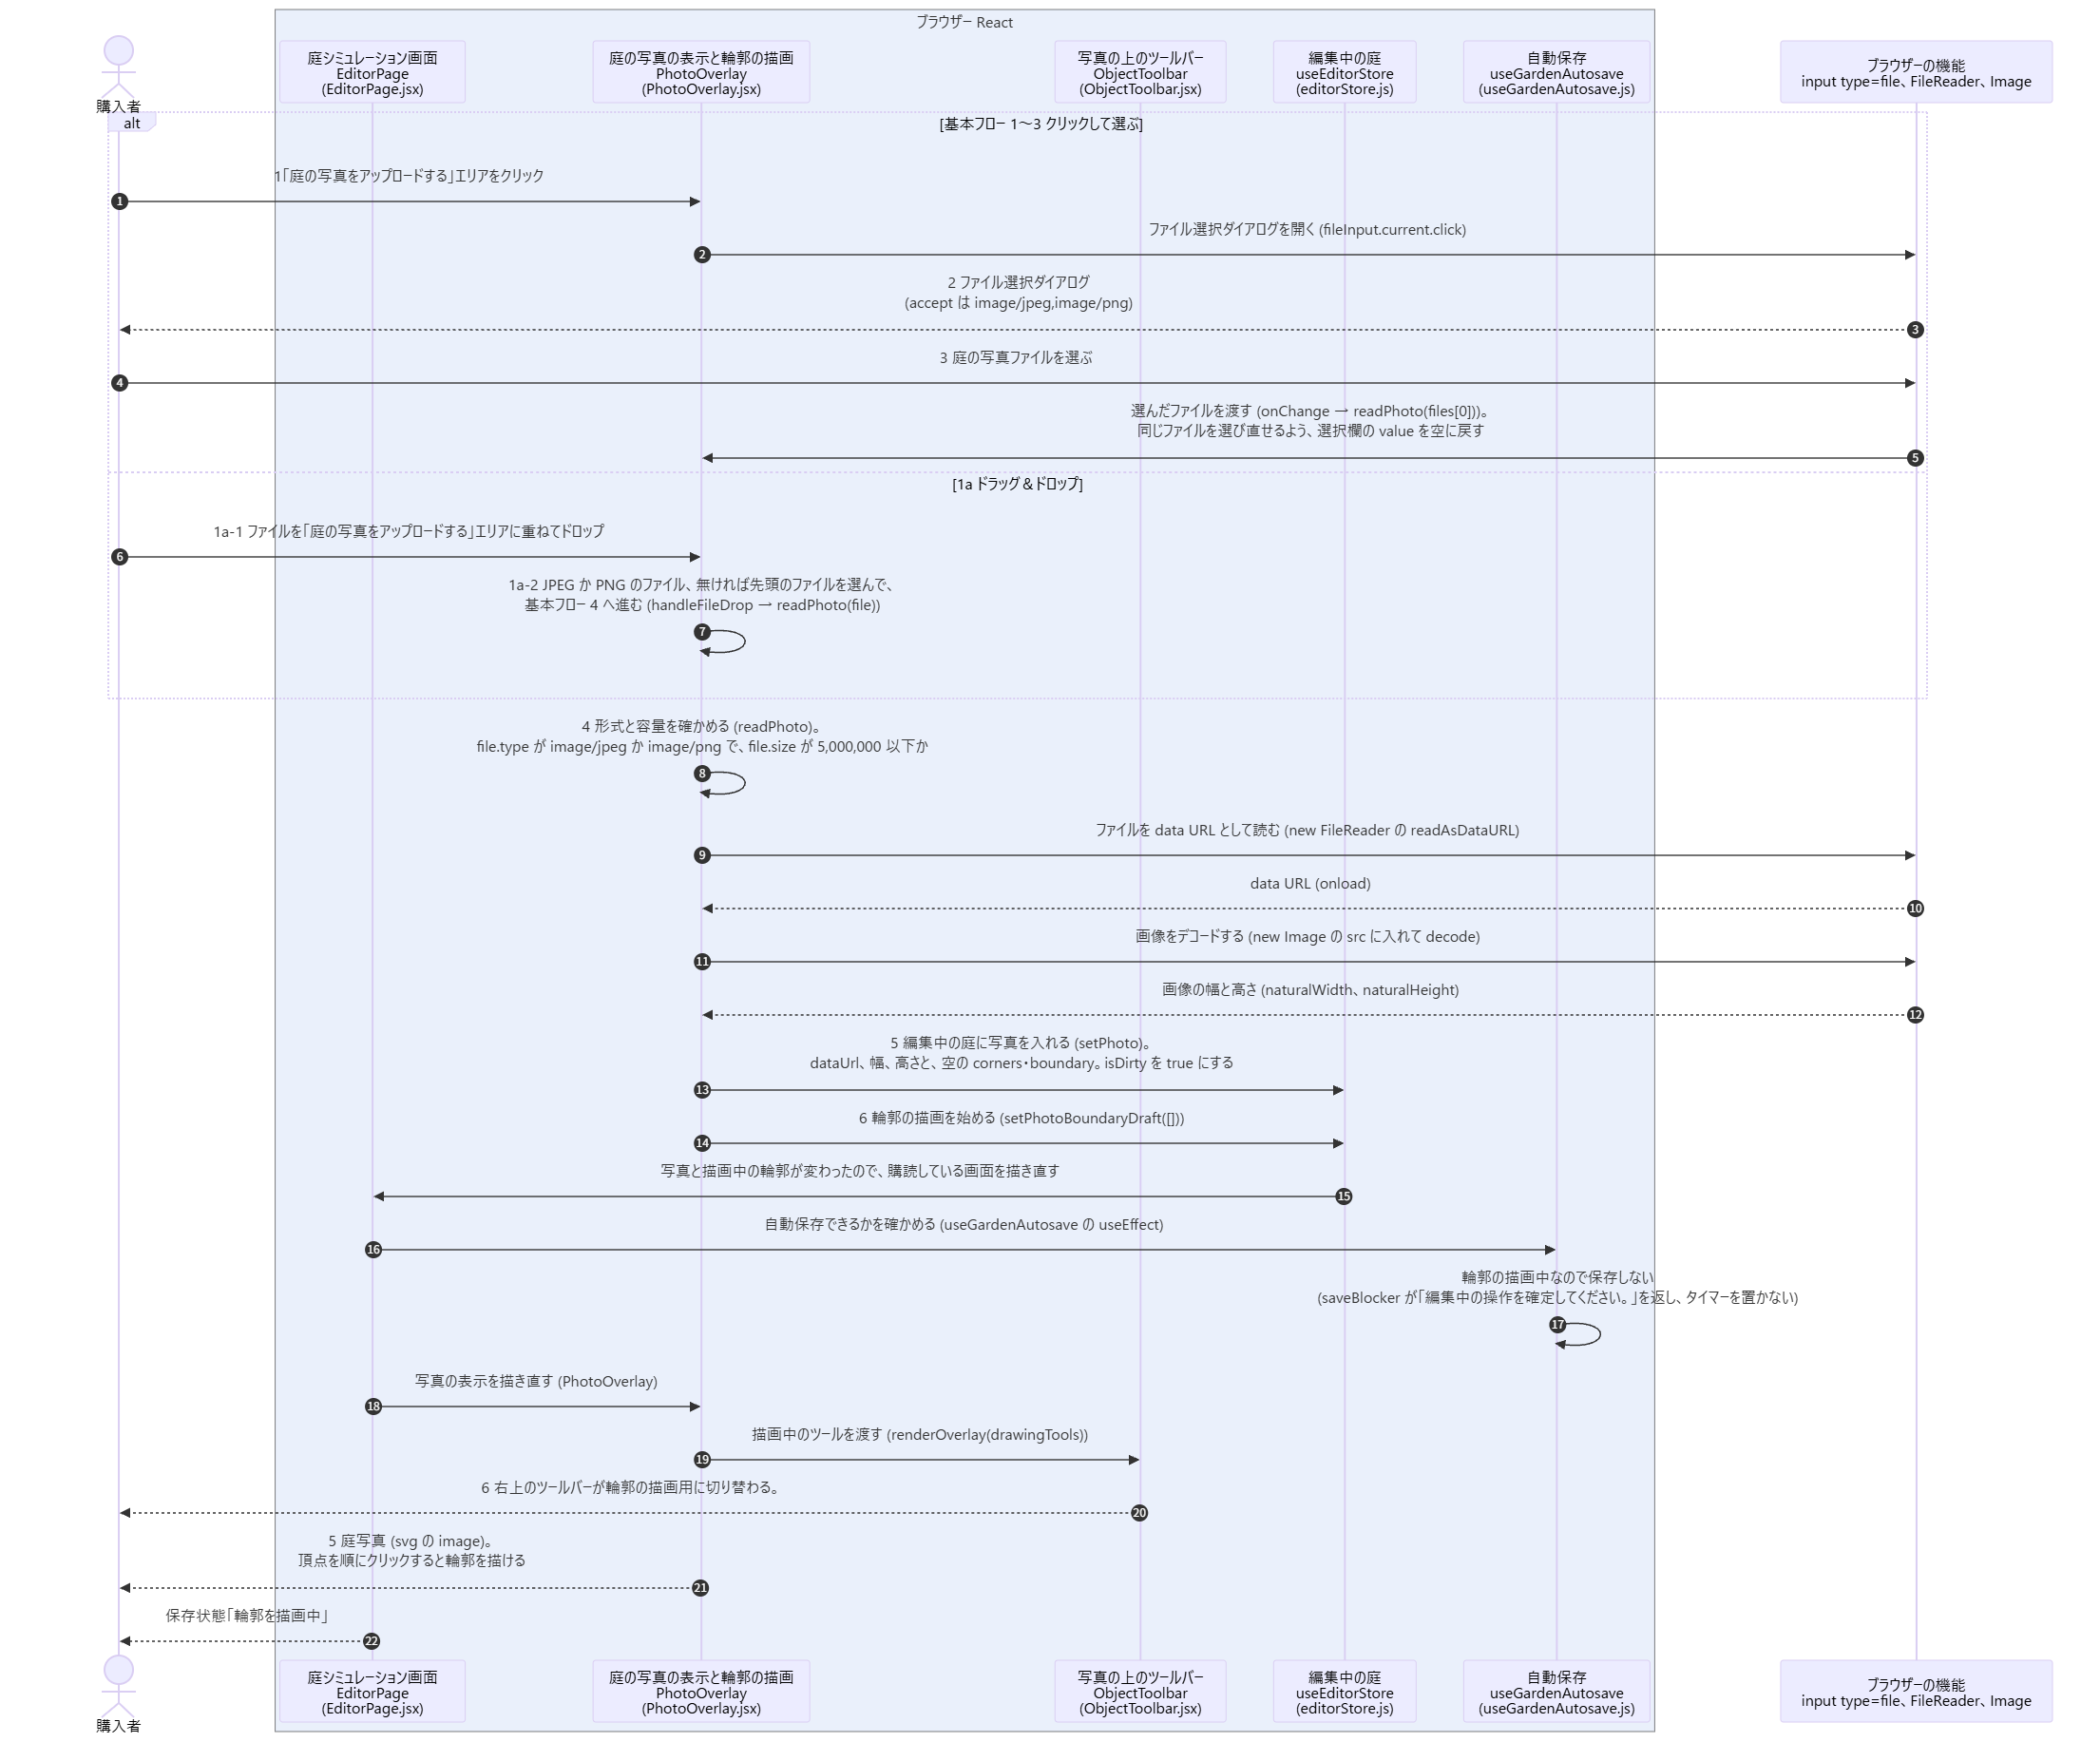 ブラウザー React
購入者
庭シミュレーション画面
EditorPage
(EditorPage.jsx)
庭の写真の表示と輪郭の描画
PhotoOverlay
(PhotoOverlay.jsx)
写真の上のツールバー
ObjectToolbar
(ObjectToolbar.jsx)
編集中の庭
useEditorStore
(editorStore.js)
自動保存
useGardenAutosave
(useGardenAutosave.js)
ブラウザーの機能
input type=file、FileReader、Image
alt
[基本フロー 1～3 クリックして選ぶ]
1「庭の写真をアップロードする」エリアをクリック
1
ファイル選択ダイアログを開く (fileInput.current.click)
2
2 ファイル選択ダイアログ
(accept は image/jpeg,image/png)
3
3 庭の写真ファイルを選ぶ
4
選んだファイルを渡す (onChange → readPhoto(files[0]))。
同じファイルを選び直せるよう、選択欄の value を空に戻す
5
[1a ドラッグ＆ドロップ]
1a-1 ファイルを「庭の写真をアップロードする」エリアに重ねてドロップ
6
1a-2 JPEG か PNG のファイル、無ければ先頭のファイルを選んで、
基本フロー 4 へ進む (handleFileDrop → readPhoto(file))
7
4 形式と容量を確かめる (readPhoto)。
file.type が image/jpeg か image/png で、file.size が 5,000,000 以下か
8
ファイルを data URL として読む (new FileReader の readAsDataURL)
9
data URL (onload)
10
画像をデコードする (new Image の src に入れて decode)
11
画像の幅と高さ (naturalWidth、naturalHeight)
12
5 編集中の庭に写真を入れる (setPhoto)。
dataUrl、幅、高さと、空の corners・boundary。isDirty を true にする
13
6 輪郭の描画を始める (setPhotoBoundaryDraft([]))
14
写真と描画中の輪郭が変わったので、購読している画面を描き直す
15
自動保存できるかを確かめる (useGardenAutosave の useEffect)
16
輪郭の描画中なので保存しない
(saveBlocker が「編集中の操作を確定してください。」を返し、タイマーを置かない)
17
写真の表示を描き直す (PhotoOverlay)
18
描画中のツールを渡す (renderOverlay(drawingTools))
19
6 右上のツールバーが輪郭の描画用に切り替わる。
20
5 庭写真 (svg の image)。
頂点を順にクリックすると輪郭を描ける
21
保存状態「輪郭を描画中」
22
購入者
庭シミュレーション画面
EditorPage
(EditorPage.jsx)
庭の写真の表示と輪郭の描画
PhotoOverlay
(PhotoOverlay.jsx)
写真の上のツールバー
ObjectToolbar
(ObjectToolbar.jsx)
編集中の庭
useEditorStore
(editorStore.js)
自動保存
useGardenAutosave
(useGardenAutosave.js)
ブラウザーの機能
input type=file、FileReader、Image